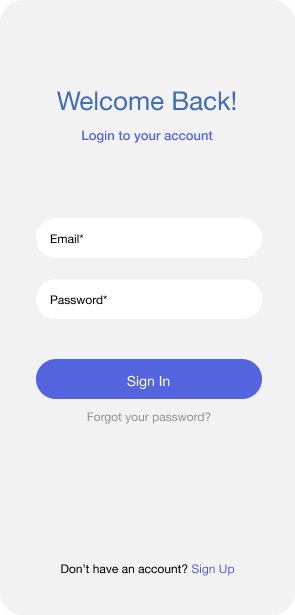 Welcome Back!
Login to your account
Email*
Password*
Sign In
Forgot your password?
Don't have an account? Sign Up